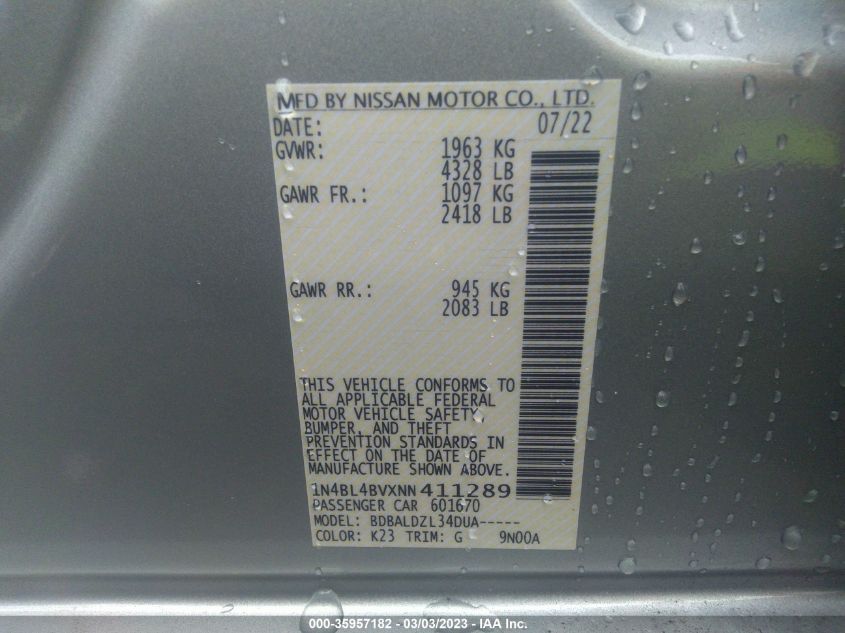 MFD BY NISSAN MOTOR CO., LTD.
DATE: 07/22
GVWR: 1963 KG
4328 LB
GAWR FR.: 1097 KG
2418 LB
GAWR RR.: 945 KG
2083 LB
THIS VEHICLE CONFORMS TO
ALL APPLICABLE FEDERAL
MOTOR VEHICLE SAFETY,
BUMPER, AND THEFT
PREVENTION STANDARDS IN
EFFECT ON THE DATE OF
MANUFACTURE SHOWN ABOVE.
1N4BL4BVXNN411289
PASSENGER CAR 601670
MODEL: BDBALDZL34DUA-----
COLOR: K23 TRIM: G 9N00A
000-35957182 - 03/03/2023 - IAA Inc.